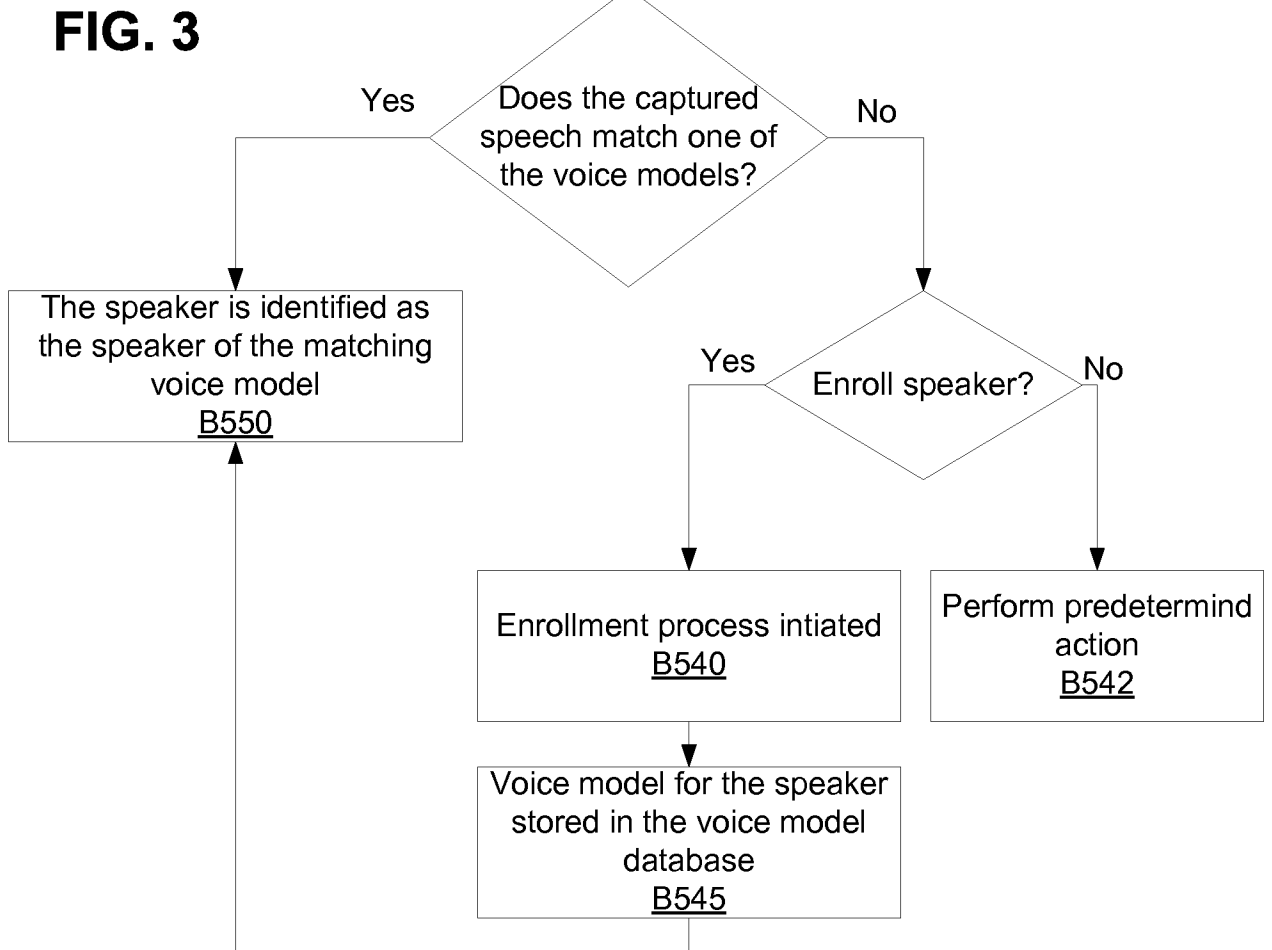 FIG. 3
Does the captured
speech match one of
the voice models?
Yes
No
The speaker is identified as
the speaker of the matching
voice model
B550
Enroll speaker?
Yes
No
Enrollment process intiated
B540
Perform predetermind
action
B542
Voice model for the speaker
stored in the voice model
database
B545